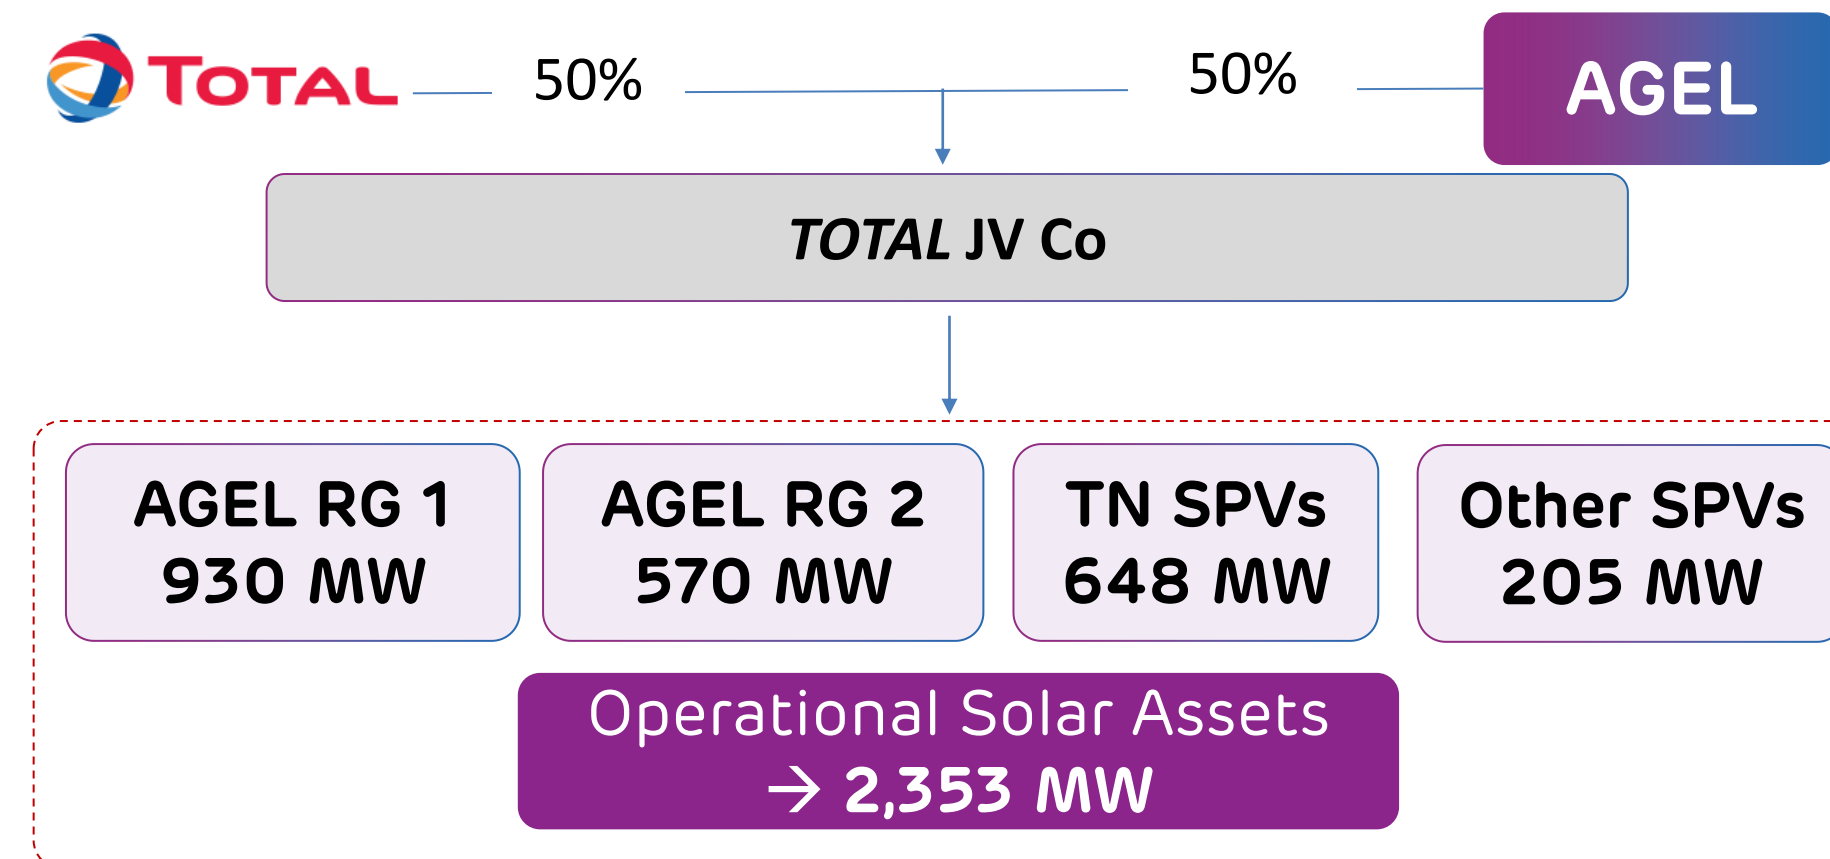 TOTAL 50% 50% AGEL
TOTAL JV Co
AGEL RG 1
930 MW
AGEL RG 2
570 MW
TN SPVs
648 MW
Other SPVs
205 MW
Operational Solar Assets
→ 2,353 MW